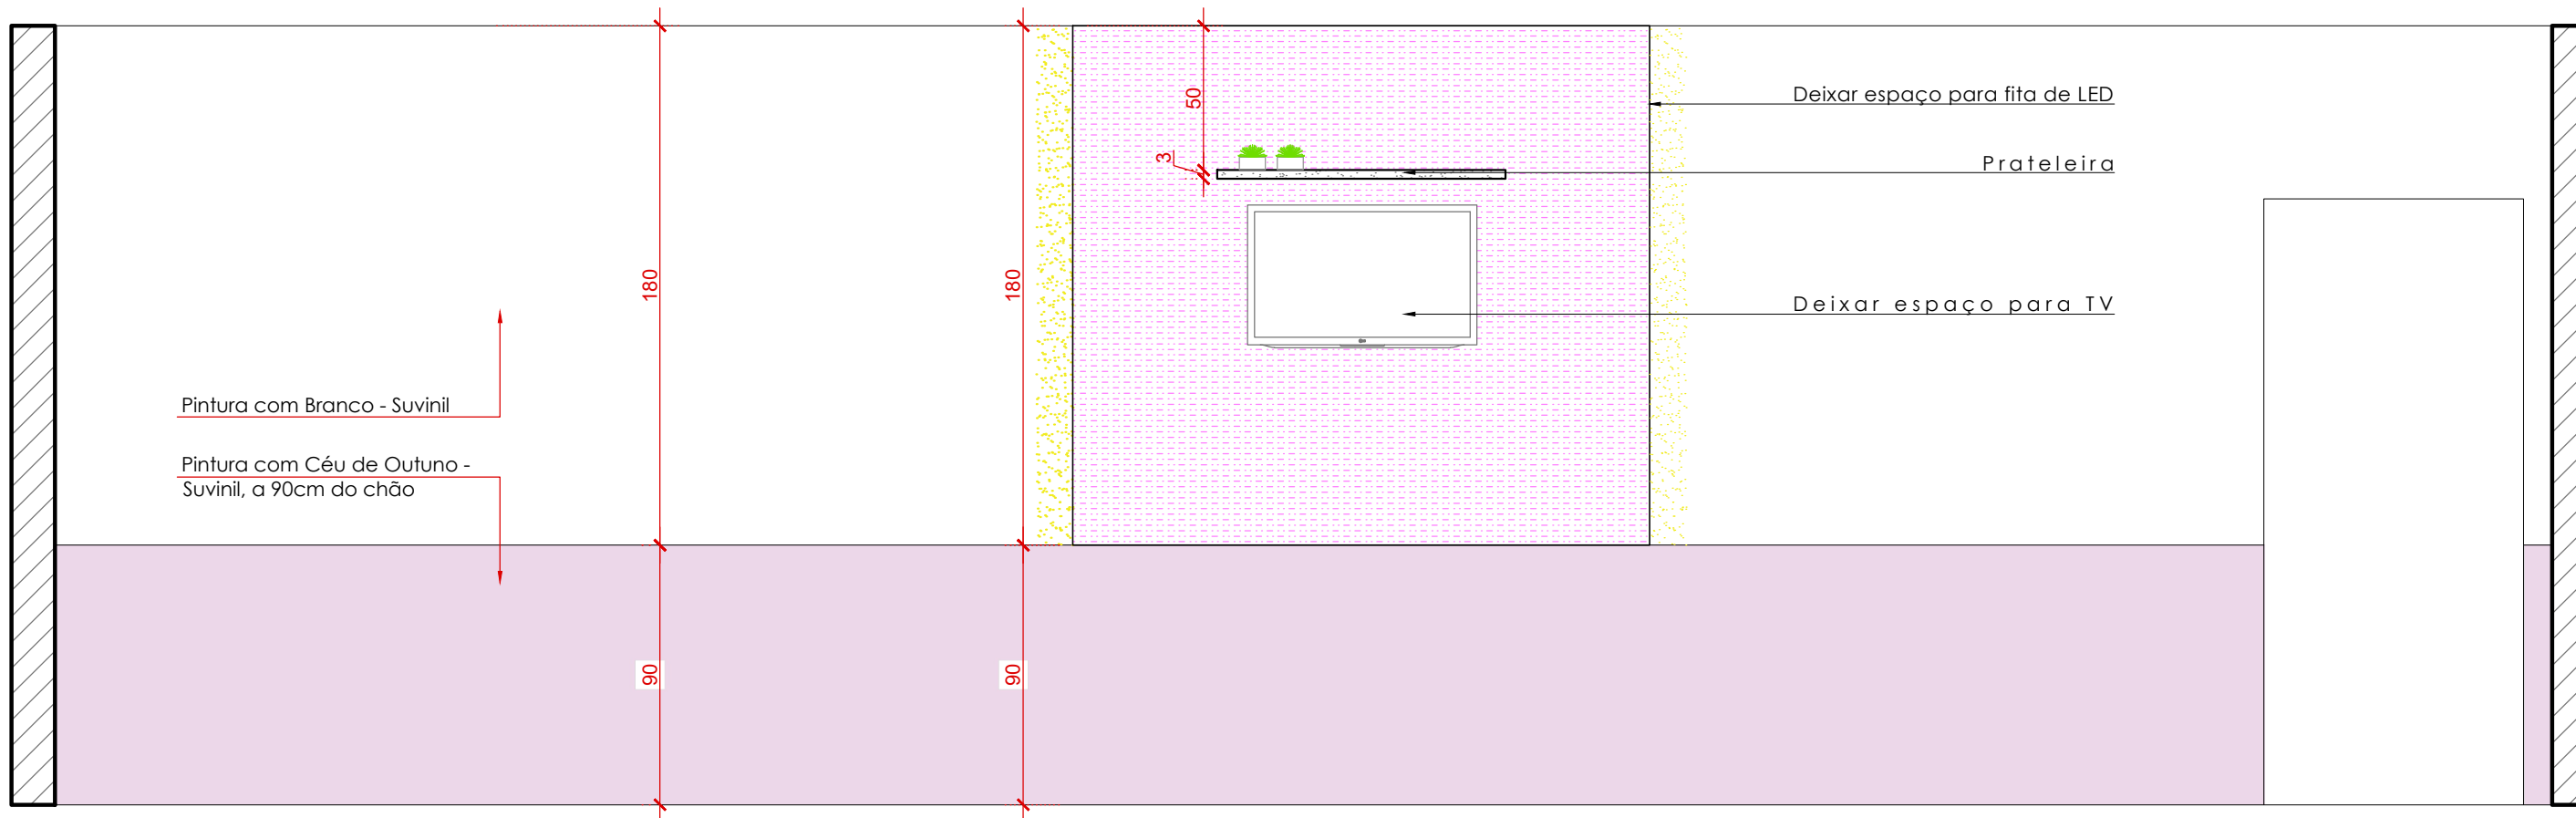 50
Deixar espaço para fita de LED
3
Prateleira
180
180
Deixar espaço para TV
Pintura com Branco - Suvinil
Pintura com Céu de Outuno -
Suvinil, a 90cm do chão
90
90